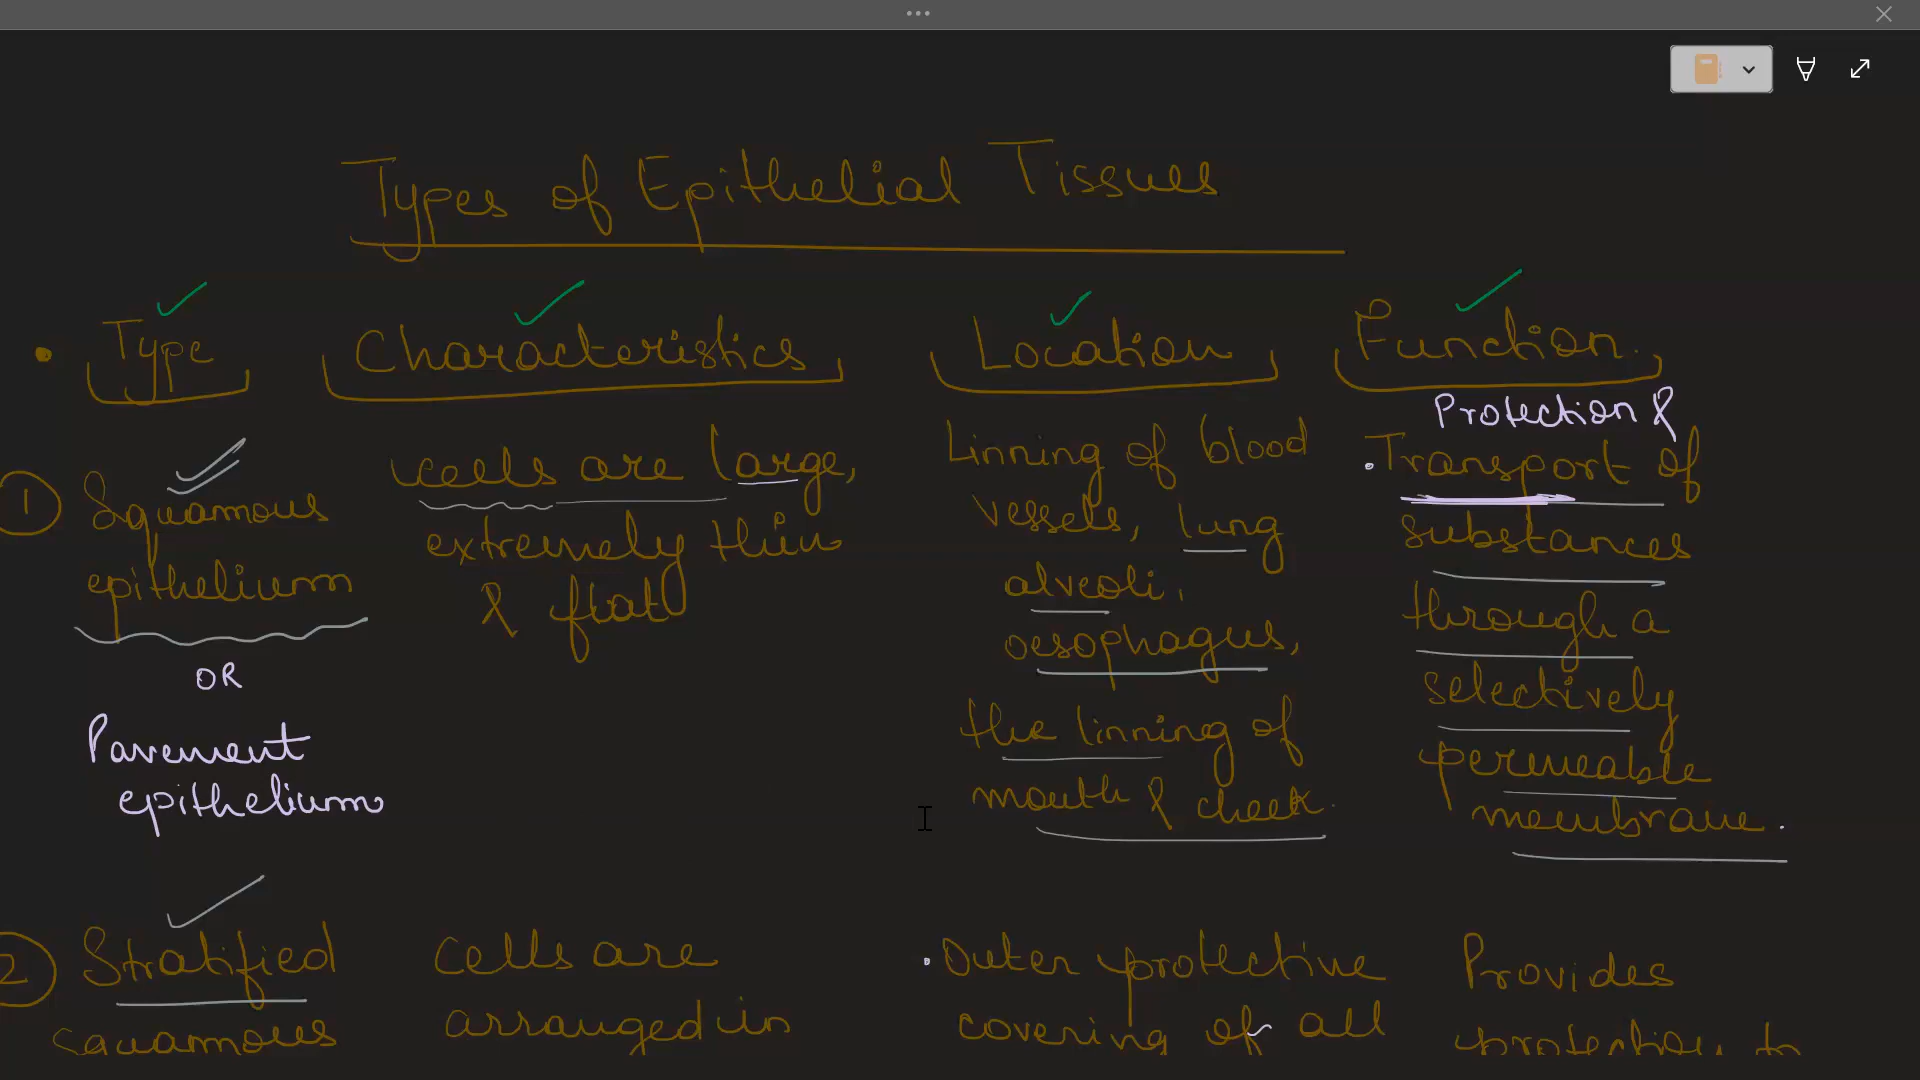 Types of Epithelial Tissues
Type Characteristics Location Function.
Protection &
1 Squamous epithelium
OR
Pavement
epithelium
cells are large,
extremely thin
& flat
Linning of blood
vessels, lung
alveoli,
oesophagus,
the linning of
mouth & cheek.
Transport of
substances
through a
selectively
permeable
membrane.
2 Stratified
squamous
cells are
arranged in
Outer protective
covering of all
Provides
protection to